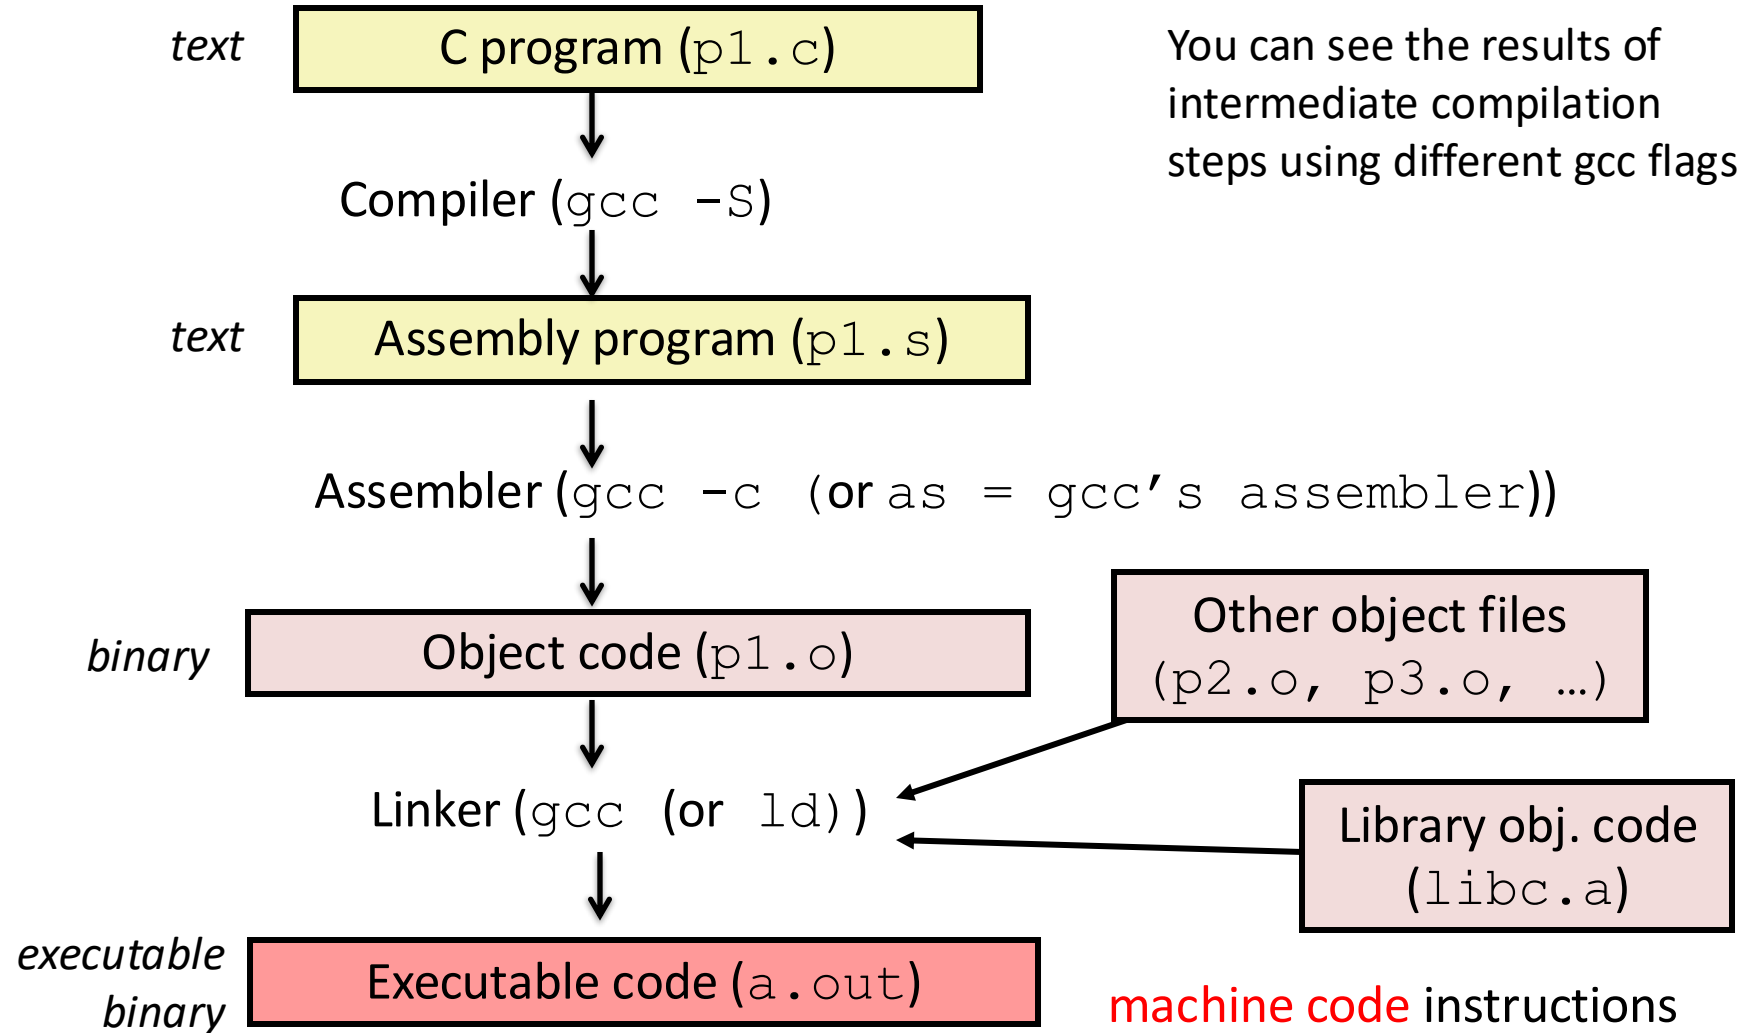 text
C program (p1.c)
You can see the results of
intermediate compilation
steps using different gcc flags
Compiler (gcc -S)
text
Assembly program (p1.s)
Assembler (gcc -c (or as = gcc’s assembler))
binary
Object code (p1.o)
Other object files
(p2.o, p3.o, …)
Linker (gcc (or ld))
Library obj. code
(libc.a)
executable
binary
Executable code (a.out)
machine code instructions